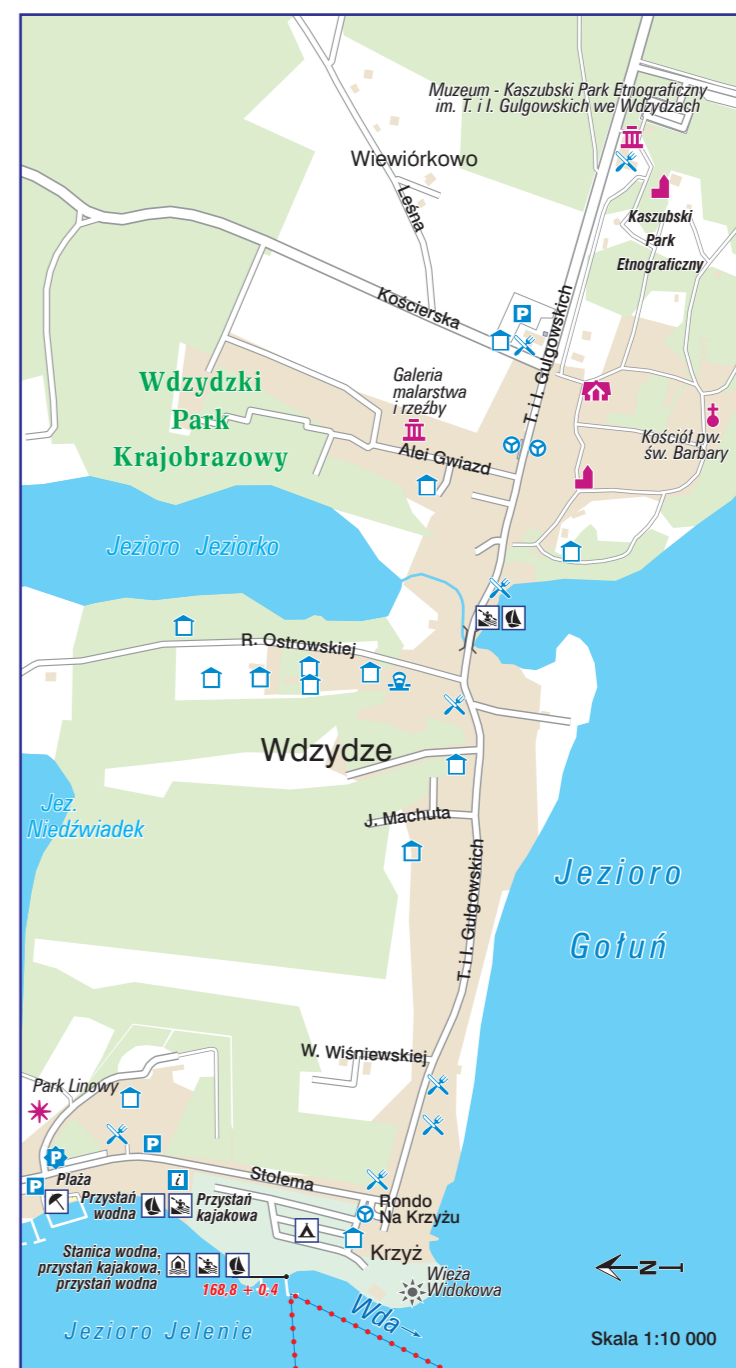 Muzeum - Kaszubski Park Etnograficzny
im. T. i I. Gulgowskich we Wdzydzach
Wiewiórkowo
Leśna
Kaszubski
Park
Etnograficzny
Kościerska
P
T. i I. Gulgowskich
Wdzydzki
Park
Krajobrazowy
Galeria
malarstwa
i rzeźby
Alei Gwiazd
Kościół pw.
św. Barbary
Jezioro Jeziorko
R. Ostrowskiej
Wdzydze
Jez.
Niedźwiadek
J. Machuta
Jezioro
Gołuń
T. i I. Gulgowskich
W. Wiśniewskiej
Park Linowy
P
P
P
i
Stolema
Plaża
Przystań
wodna
Przystań
kajakowa
Rondo
Na Krzyżu
Krzyż
Stanica wodna,
przystań kajakowa,
przystań wodna
168,8 + 0,4
Wieża
Widokowa
N
Wda
Jezioro Jelenie
Skala 1:10 000